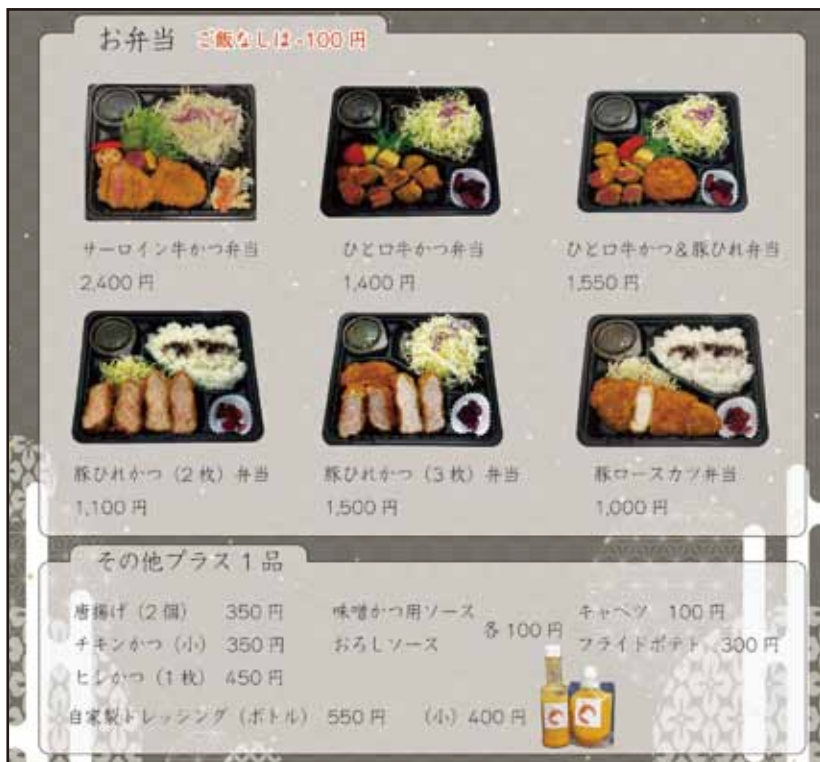 お弁当 ご飯なしは-100円
サーロイン牛かつ弁当
2,400円
ひと口牛かつ弁当
1,400円
ひと口牛かつ&豚ひれ弁当
1,550円
豚ひれかつ(2枚)弁当
1,100円
豚ひれかつ(3枚)弁当
1,500円
豚ロースカツ弁当
1,000円
その他プラス1品
唐揚げ(2個) 350円
チキンかつ(小) 350円
ヒレかつ(1枚) 450円
味噌かつ用ソース
おろしソース
各100円
キャベツ 100円
フライドポテト 300円
自家製ドレッシング(ボトル) 550円 (小)400円